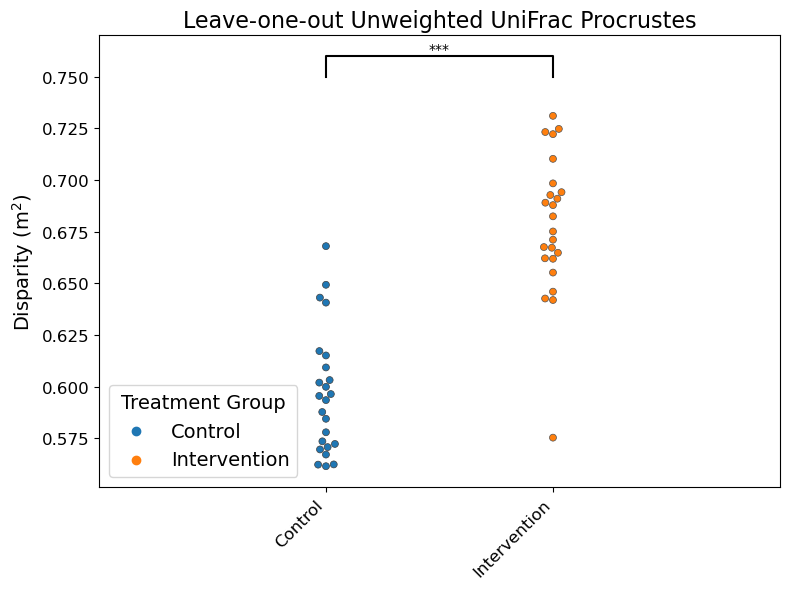 Leave-one-out Unweighted UniFrac Procrustes
***
0.750
0.725
0.700
0.675
0.650
0.625
0.600
0.575
Disparity (m²)
Treatment Group
Control
Intervention
Control
Intervention